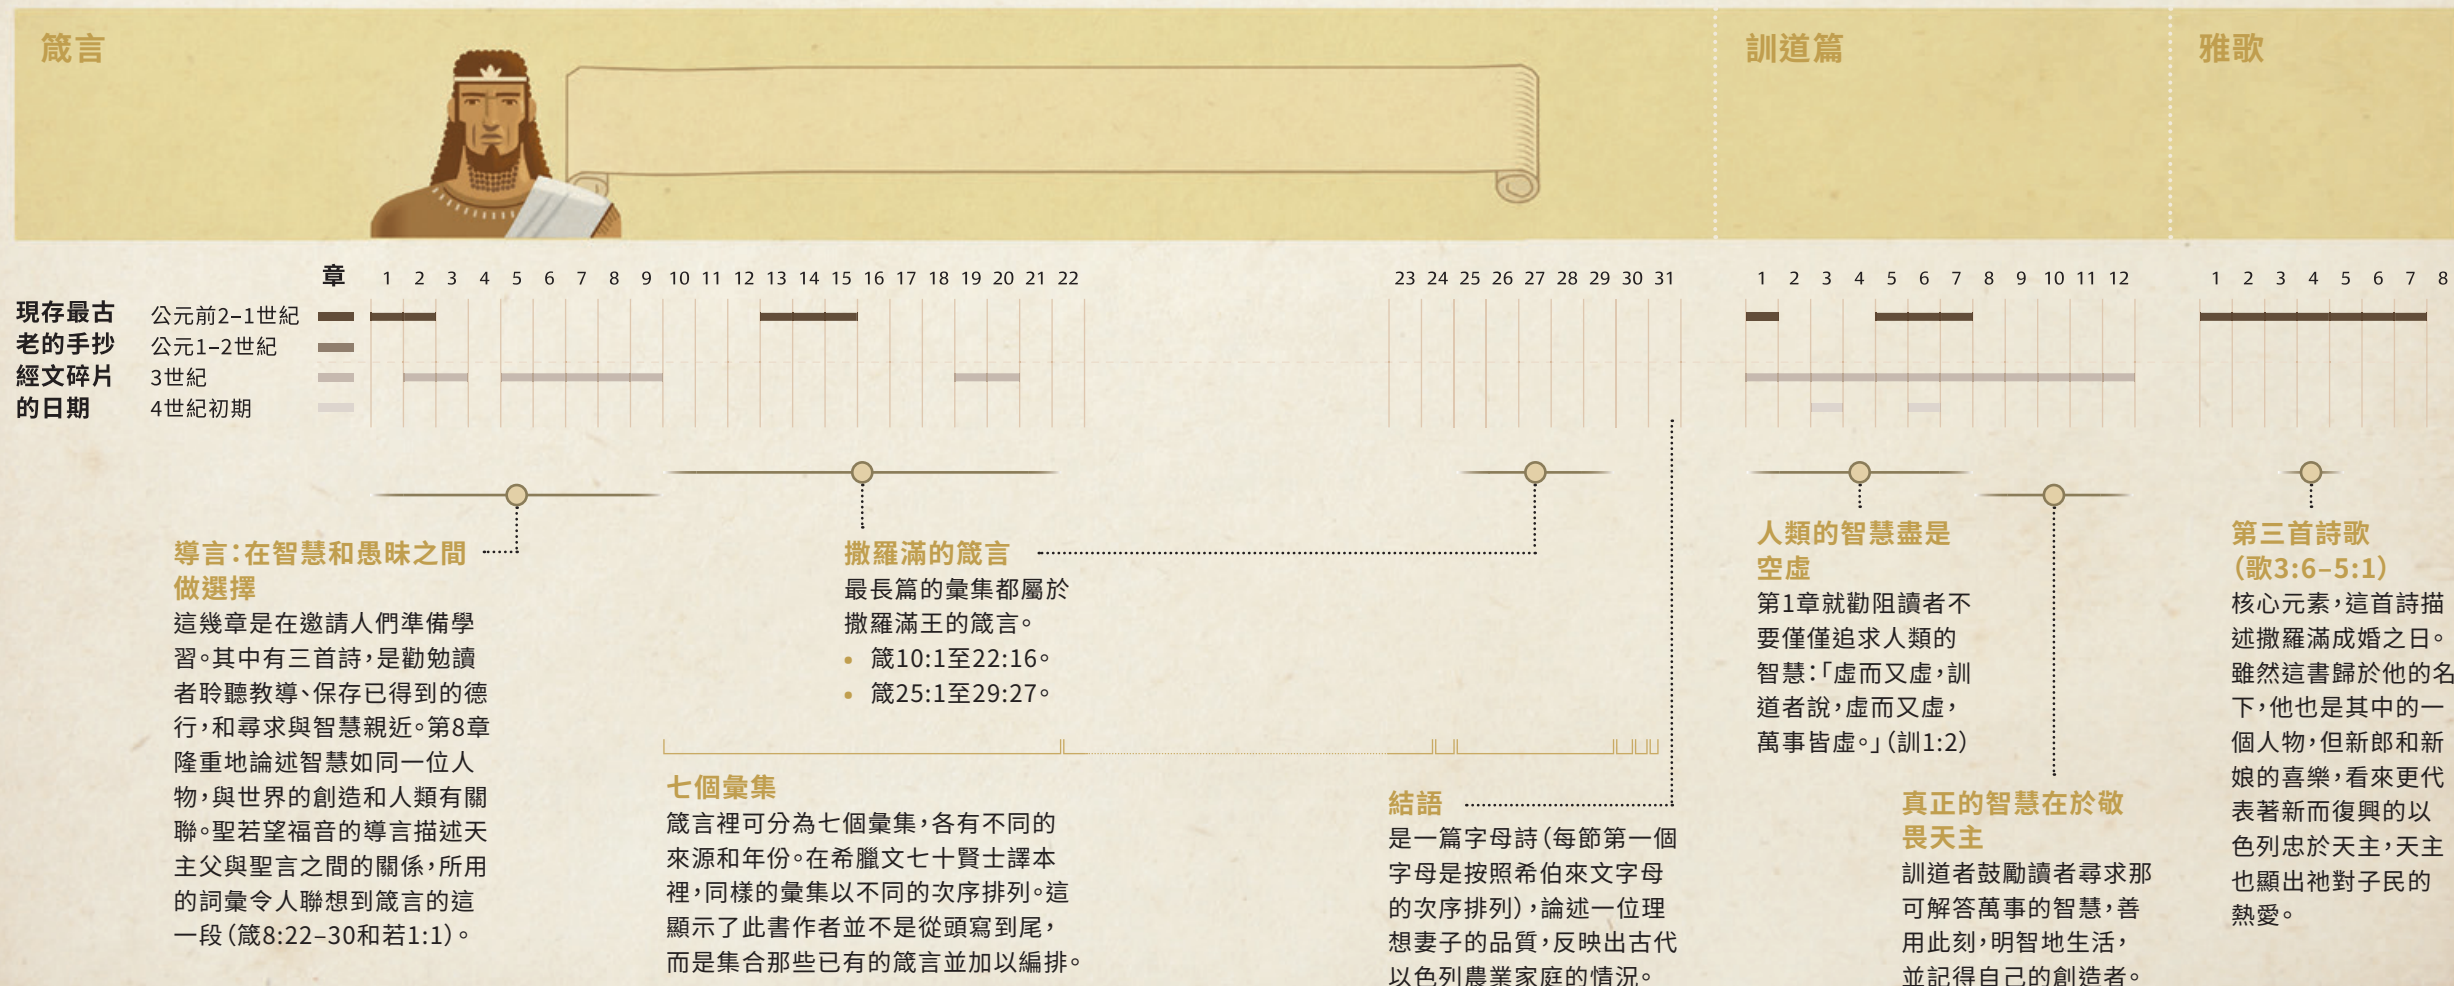 箴言
訓道篇
雅歌
章 1 2 3 4 5 6 7 8 9 10 11 12 13 14 15 16 17 18 19 20 21 22 23 24 25 26 27 28 29 30 31
1 2 3 4 5 6 7 8 9 10 11 12
1 2 3 4 5 6 7 8
現存最古
老的手抄
經文碎片
的日期
公元前2–1世紀
公元1–2世紀
3世紀
4世紀初期
導言:在智慧和愚昧之間
做選擇
這幾章是在邀請人們準備學
習。其中有三首詩,是勸勉讀
者聆聽教導、保存已得到的德
行,和尋求與智慧親近。第8章
隆重地論述智慧如同一位人
物,與世界的創造和人類有關
聯。聖若望福音的導言描述天
主父與聖言之間的關係,所用
的詞彙令人聯想到箴言的這
一段(箴8:22–30和若1:1)。
撒羅滿的箴言
最長篇的彙集都屬於
撒羅滿王的箴言。
• 箴10:1至22:16。
• 箴25:1至29:27。
七個彙集
箴言裡可分為七個彙集,各有不同的
來源和年份。在希臘文七十賢士譯本
裡,同樣的彙集以不同的次序排列。這
顯示了此書作者並不是從頭寫到尾,
而是集合那些已有的箴言並加以編排。
結語
是一篇字母詩(每節第一個
字母是按照希伯來文字母
的次序排列),論述一位理
想妻子的品質,反映出古代
以色列農業家庭的情況。
人類的智慧盡是
空虛
第1章就勸阻讀者不
要僅僅追求人類的
智慧:「虛而又虛,訓
道者說,虛而又虛,
萬事皆虛。」(訓1:2)
真正的智慧在於敬
畏天主
訓道者鼓勵讀者尋求那
可解答萬事的智慧,善
用此刻,明智地生活,
並記得自己的創造者。
第三首詩歌
(歌3:6–5:1)
核心元素,這首詩描
述撒羅滿成婚之日。
雖然這書歸於他的名
下,他也是其中的一
個人物,但新郎和新
娘的喜樂,看來更代
表著新而復興的以
色列忠於天主,天主
也顯出祂對子民的
熱愛。